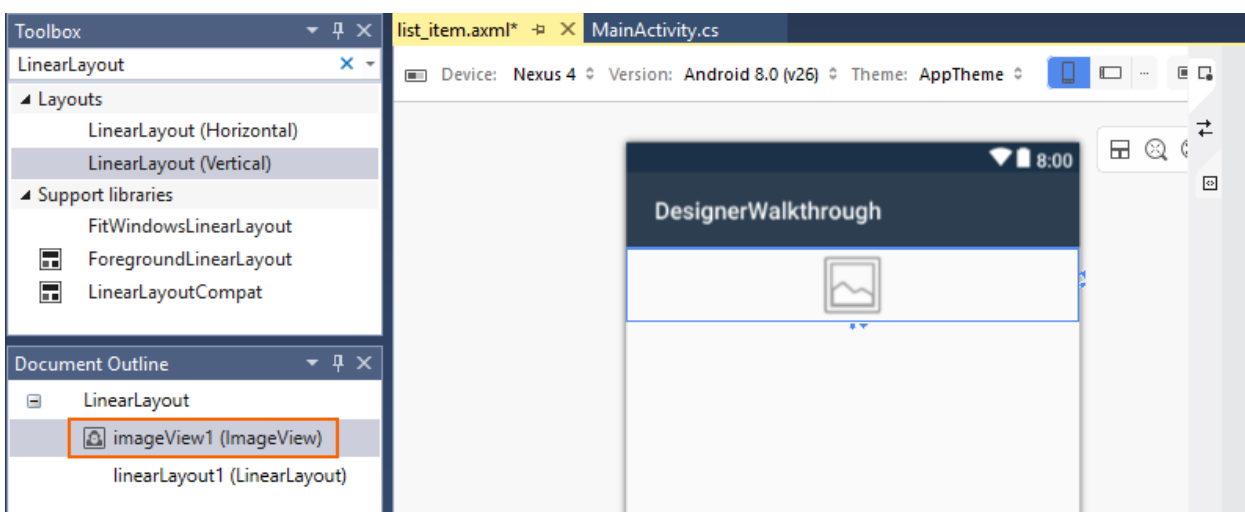 Toolbox
LinearLayout
Layouts
LinearLayout (Horizontal)
LinearLayout (Vertical)
Support libraries
FitWindowsLinearLayout
ForegroundLinearLayout
LinearLayoutCompat
Document Outline
LinearLayout
imageView1 (ImageView)
linearLayout1 (LinearLayout)
list_item.axml* MainActivity.cs
Device: Nexus 4 Version: Android 8.0 (v26) Theme: AppTheme
8:00
DesignerWalkthrough